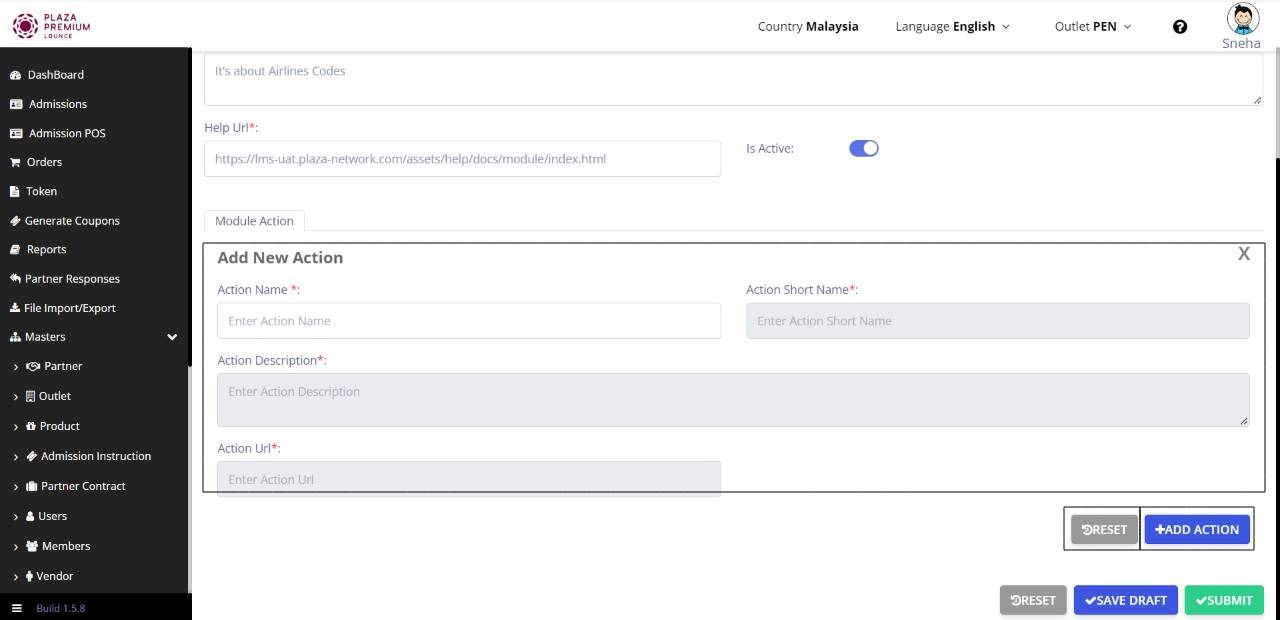 PLAZA
PREMIUM
LOUNGE
Country Malaysia
Language English
Outlet PEN
?
Sneha
DashBoard
Admissions
Admission POS
Orders
Token
Generate Coupons
Reports
Partner Responses
File Import/Export
Masters
Partner
Outlet
Product
Admission Instruction
Partner Contract
Users
Members
Vendor
Build 1.5.8
It's about Airlines Codes
Help Url*:
https://lms-uat.plaza-network.com/assets/help/docs/module/index.html
Is Active:
Module Action
Add New Action
X
Action Name *:
Action Short Name*:
Enter Action Name
Enter Action Short Name
Action Description*:
Enter Action Description
Action Url*:
Enter Action Url
RESET
ADD ACTION
RESET
SAVE DRAFT
SUBMIT